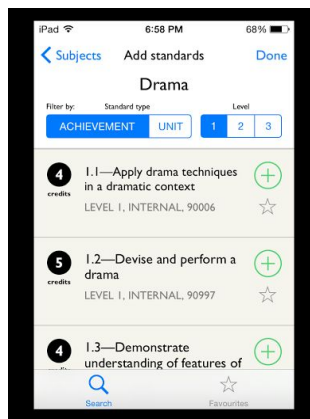 iPad 6:58 PM 68%
Subjects Add standards Done
Drama
Filter by: Standard type Level
ACHIEVEMENT UNIT 1 2 3
4 1.1—Apply drama techniques
credits in a dramatic context
LEVEL 1, INTERNAL, 90006
5 1.2—Devise and perform a
credits drama
LEVEL 1, INTERNAL, 90997
4 1.3—Demonstrate
understanding of features of
Search Favourites